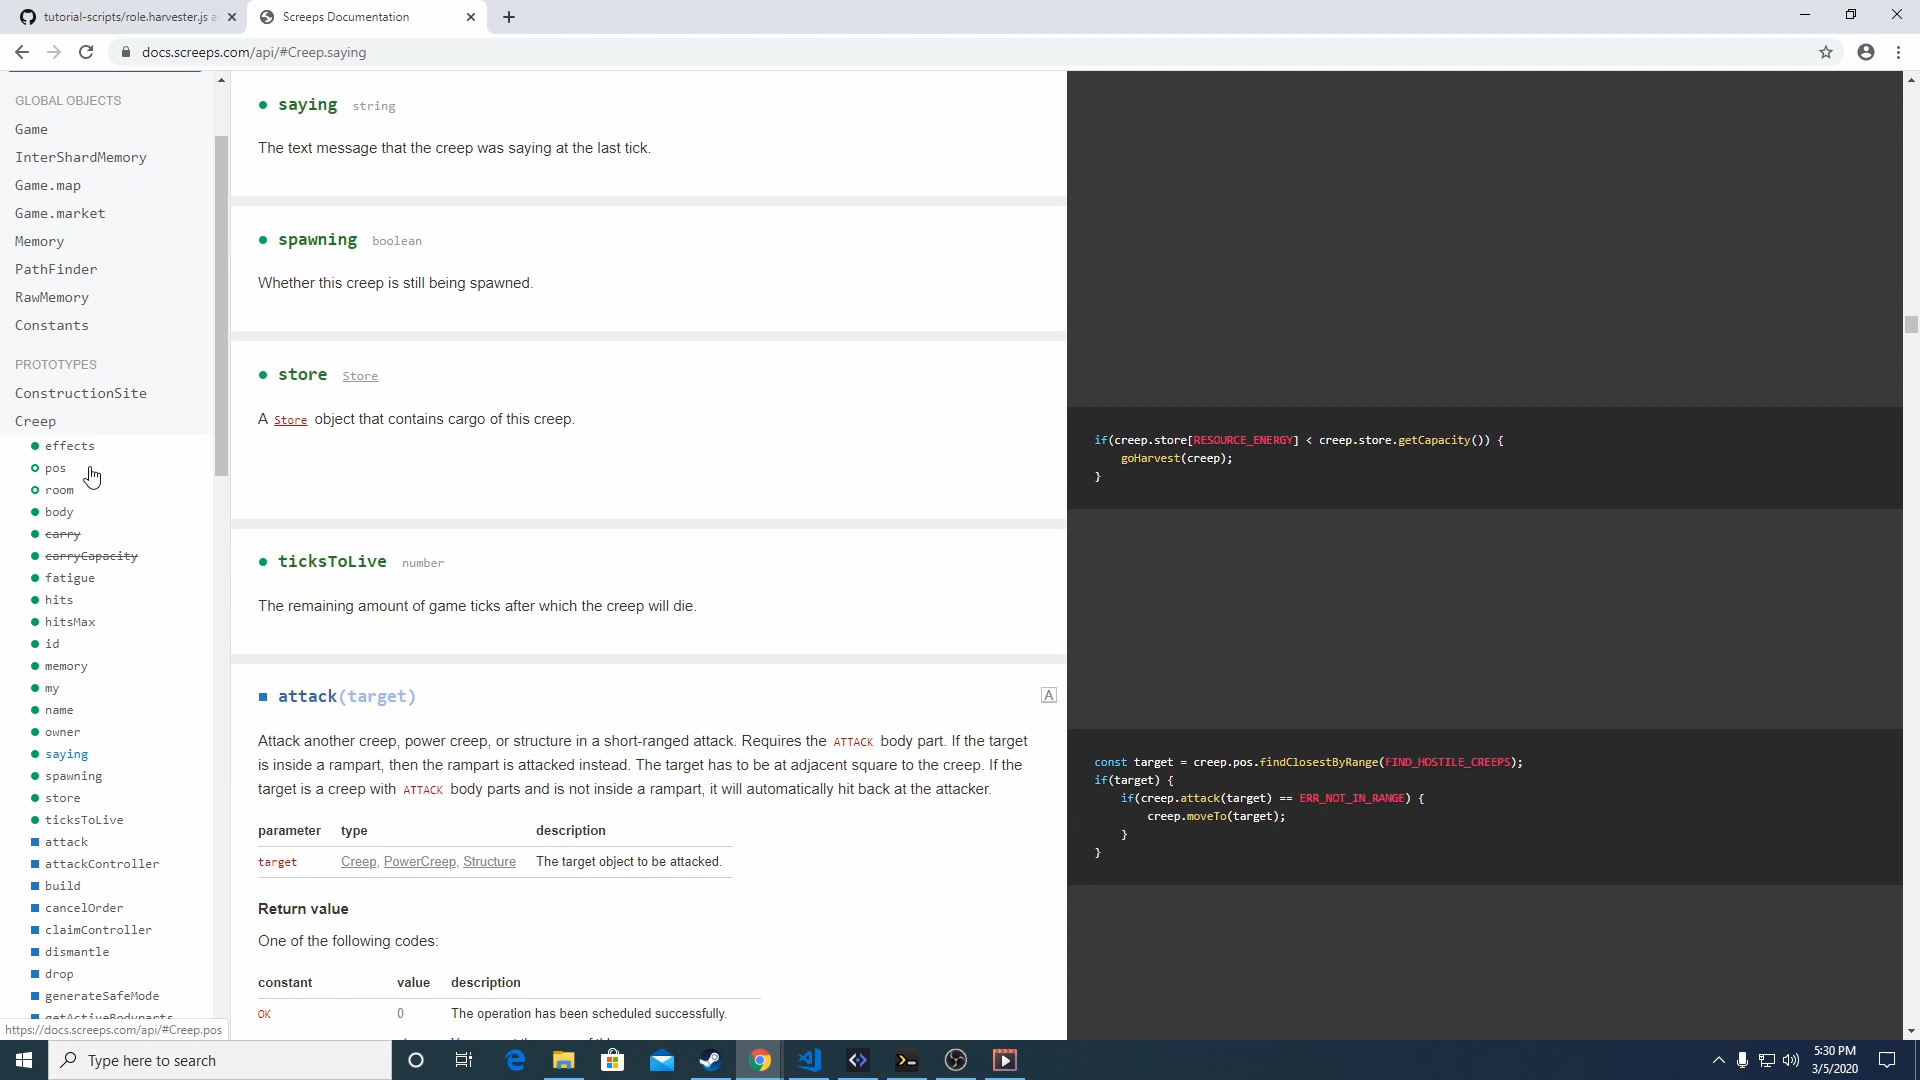 tutorial-scripts/role.harvester.js a
Screeps Documentation
docs.screeps.com/api/#Creep.saying
GLOBAL OBJECTS
Game
InterShardMemory
Game.map
Game.market
Memory
PathFinder
RawMemory
Constants
PROTOTYPES
ConstructionSite
Creep
effects
pos
room
body
carry
carryCapacity
fatigue
hits
hitsMax
id
memory
my
name
owner
saying
spawning
store
ticksToLive
attack
attackController
build
cancelOrder
claimController
dismantle
drop
generateSafeMode
getActiveBodyparts
https://docs.screeps.com/api/#Creep.pos
saying string
The text message that the creep was saying at the last tick.
spawning boolean
Whether this creep is still being spawned.
store Store
A Store object that contains cargo of this creep.
ticksToLive number
The remaining amount of game ticks after which the creep will die.
attack(target)
A
Attack another creep, power creep, or structure in a short-ranged attack. Requires the ATTACK body part. If the target
is inside a rampart, then the rampart is attacked instead. The target has to be at adjacent square to the creep. If the
target is a creep with ATTACK body parts and is not inside a rampart, it will automatically hit back at the attacker.
parameter type description
target Creep, PowerCreep, Structure The target object to be attacked.
Return value
One of the following codes:
constant value description
OK 0 The operation has been scheduled successfully.
if(creep.store[RESOURCE_ENERGY] < creep.store.getCapacity()) {
goHarvest(creep);
}
const target = creep.pos.findClosestByRange(FIND_HOSTILE_CREEPS);
if(target) {
if(creep.attack(target) == ERR_NOT_IN_RANGE) {
creep.moveTo(target);
}
}
Type here to search
5:30 PM
3/5/2020